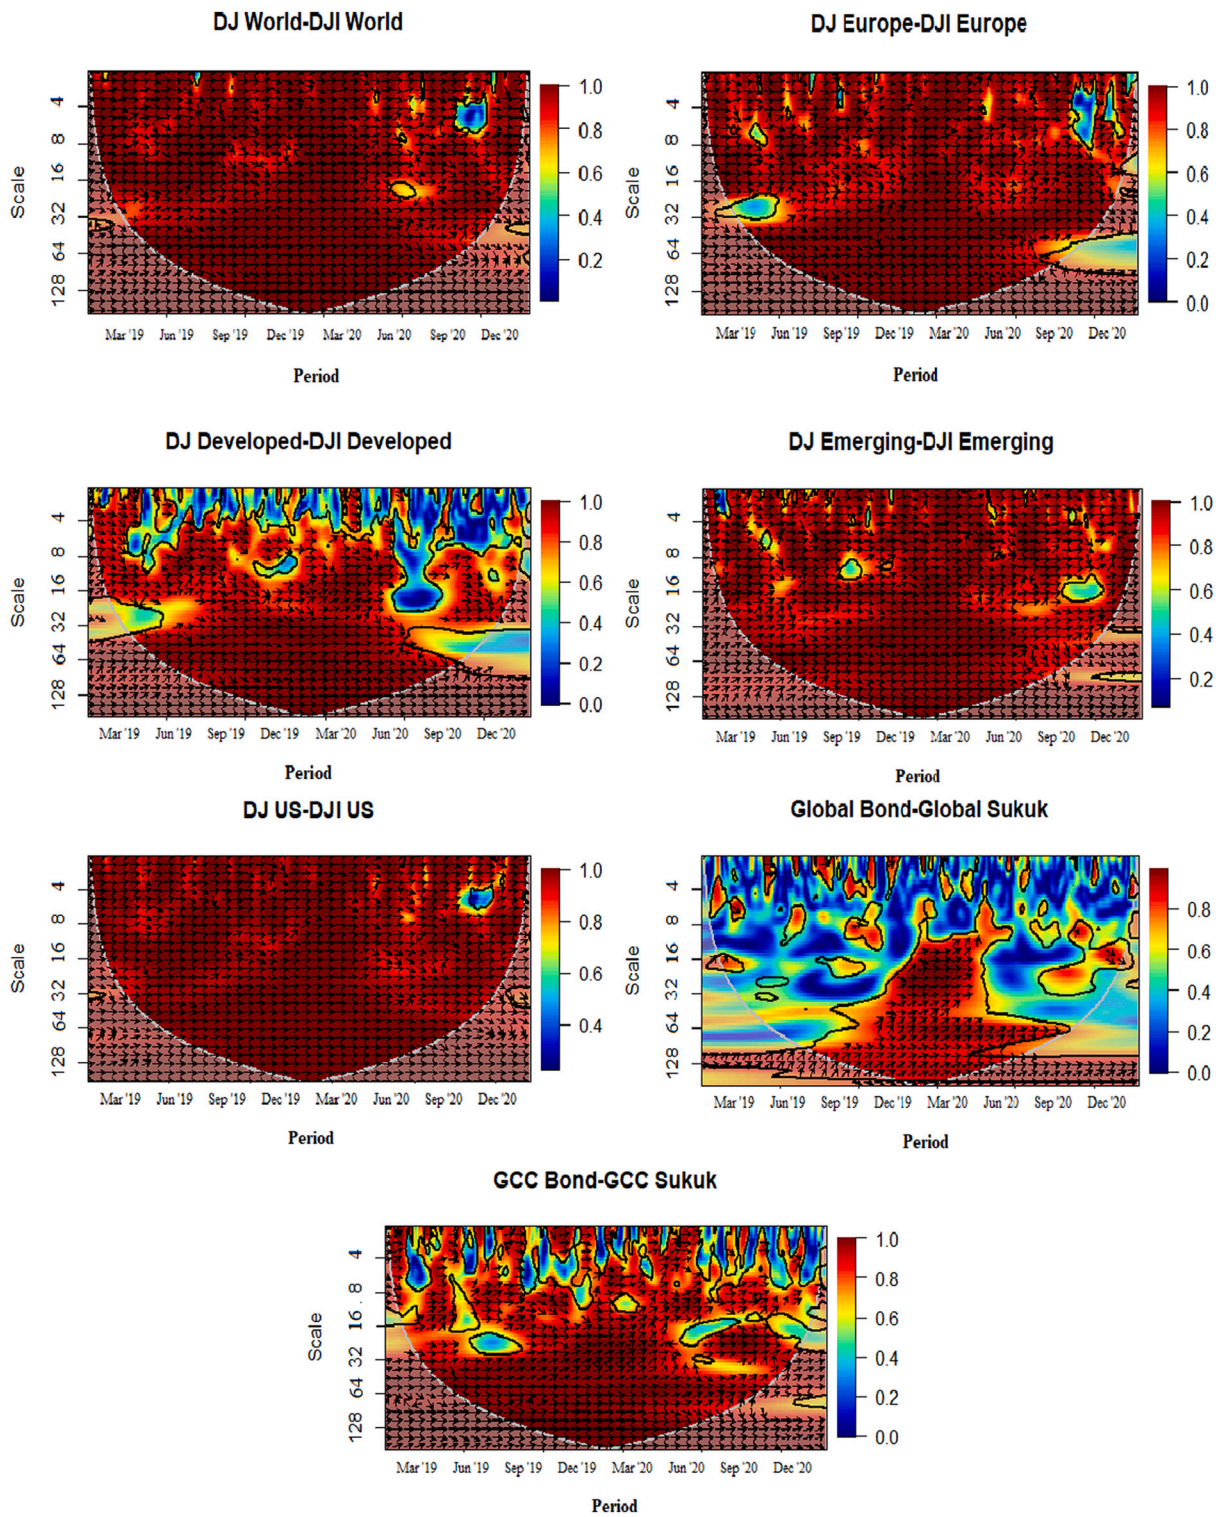 DJ World-DJI World
DJ Europe-DJI Europe
Scale
4
8
16
32
64
128
1.0
0.8
0.6
0.4
0.2
Mar '19 Jun '19 Sep '19 Dec '19 Mar '20 Jun '20 Sep '20 Dec '20
Period
Scale
4
8
16
32
64
128
1.0
0.8
0.6
0.4
0.2
0.0
Mar '19 Jun '19 Sep '19 Dec '19 Mar '20 Jun '20 Sep '20 Dec '20
Period
DJ Developed-DJI Developed
DJ Emerging-DJI Emerging
Scale
4
8
16
32
64
128
1.0
0.8
0.6
0.4
0.2
0.0
Mar '19 Jun '19 Sep '19 Dec '19 Mar '20 Jun '20 Sep '20 Dec '20
Period
Scale
4
8
16
32
64
128
1.0
0.8
0.6
0.4
0.2
Mar '19 Jun '19 Sep '19 Dec '19 Mar '20 Jun '20 Sep '20 Dec '20
Period
DJ US-DJI US
Global Bond-Global Sukuk
Scale
4
8
16
32
64
128
1.0
0.8
0.6
0.4
Mar '19 Jun '19 Sep '19 Dec '19 Mar '20 Jun '20 Sep '20 Dec '20
Period
Scale
4
8
16
32
64
128
0.8
0.6
0.4
0.2
0.0
Mar '19 Jun '19 Sep '19 Dec '19 Mar '20 Jun '20 Sep '20 Dec '20
Period
GCC Bond-GCC Sukuk
Scale
4
8
16
32
64
128
1.0
0.8
0.6
0.4
0.2
0.0
Mar '19 Jun '19 Sep '19 Dec '19 Mar '20 Jun '20 Sep '20 Dec '20
Period